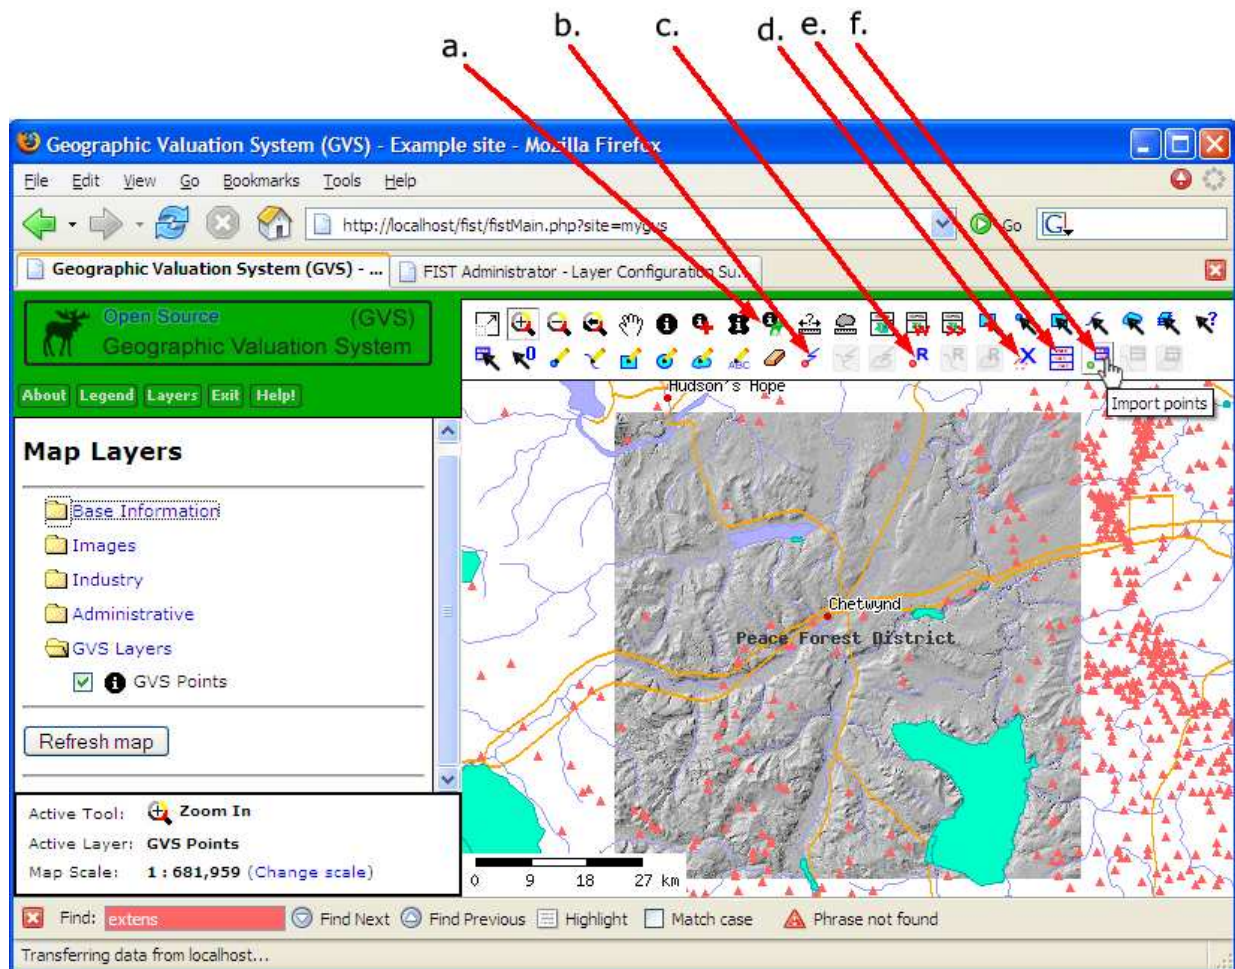 a. b. c. d. e. f.
Geographic Valuation System (GVS) - Example site - Mozilla Firefox
File Edit View Go Bookmarks Tools Help
http://localhost/fist/fistMain.php?site=mygvs
Go
G
Geographic Valuation System (GVS) - ...
FIST Administrator - Layer Configuration Su...
Open Source (GVS)
Geographic Valuation System
About Legend Layers Exit Help!
ABC
R
R
R
X
Import points
Map Layers
Base Information
Images
Industry
Administrative
GVS Layers
GVS Points
Refresh map
Active Tool: Zoom In
Active Layer: GVS Points
Map Scale: 1 : 681,959 (Change scale)
Hudson's Hope
Chetwynd
Peace Forest District
0 9 18 27 km
Find: extens
Find Next Find Previous Highlight Match case Phrase not found
Transferring data from localhost...